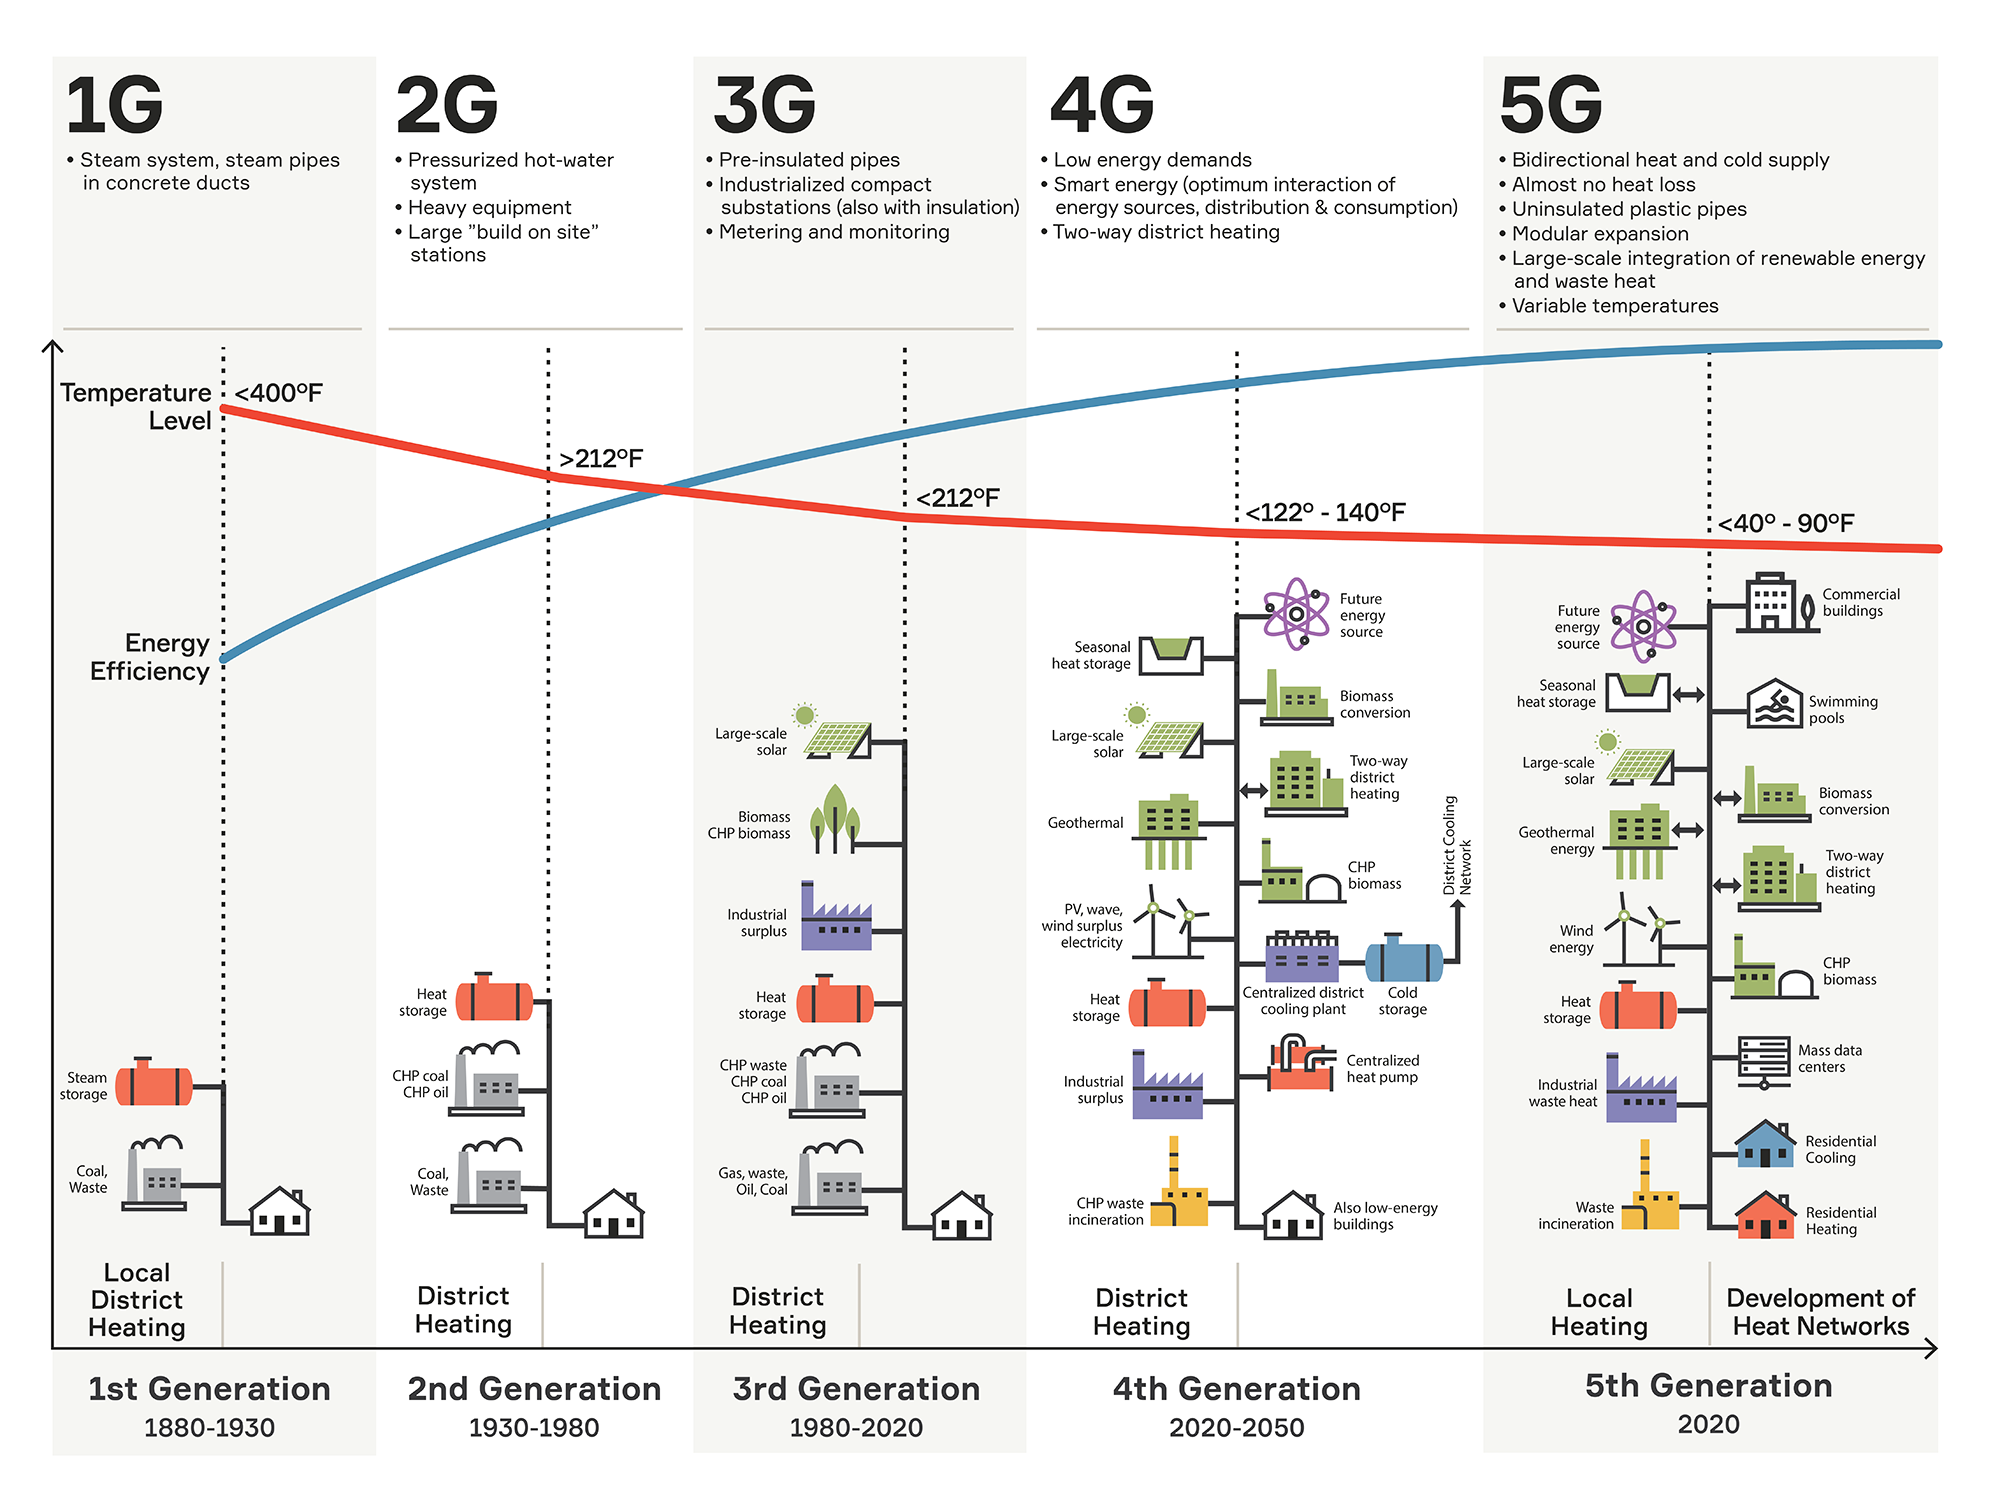 1G
• Steam system, steam pipes
in concrete ducts
2G
• Pressurized hot-water
system
• Heavy equipment
• Large ”build on site”
stations
3G
• Pre-insulated pipes
• Industrialized compact
substations (also with insulation)
• Metering and monitoring
4G
• Low energy demands
• Smart energy (optimum interaction of
energy sources, distribution & consumption)
• Two-way district heating
5G
• Bidirectional heat and cold supply
• Almost no heat loss
• Uninsulated plastic pipes
• Modular expansion
• Large-scale integration of renewable energy
and waste heat
• Variable temperatures
Temperature
Level
<400°F
>212°F
<212°F
<122° - 140°F
<40° - 90°F
Energy
Efficiency
Steam
storage
Coal,
Waste
Heat
storage
CHP coal
CHP oil
Coal,
Waste
Large-scale
solar
Biomass
CHP biomass
Industrial
surplus
Heat
storage
CHP waste
CHP coal
CHP oil
Gas, waste,
Oil, Coal
Seasonal
heat storage
Large-scale
solar
Geothermal
PV, wave,
wind surplus
electricity
Heat
storage
Industrial
surplus
CHP waste
incineration
Future
energy
source
Biomass
conversion
Two-way
district
heating
CHP
biomass
District Cooling
Network
Centralized district
cooling plant
Cold
storage
Centralized
heat pump
Also low-energy
buildings
Future
energy
source
Seasonal
heat storage
Large-scale
solar
Geothermal
energy
Wind
energy
Heat
storage
Industrial
waste heat
Waste
incineration
Commercial
buildings
Swimming
pools
Biomass
conversion
Two-way
district
heating
CHP
biomass
Mass data
centers
Residential
Cooling
Residential
Heating
Local
District
Heating
District
Heating
District
Heating
District
Heating
Local
Heating
Development of
Heat Networks
1st Generation
1880-1930
2nd Generation
1930-1980
3rd Generation
1980-2020
4th Generation
2020-2050
5th Generation
2020